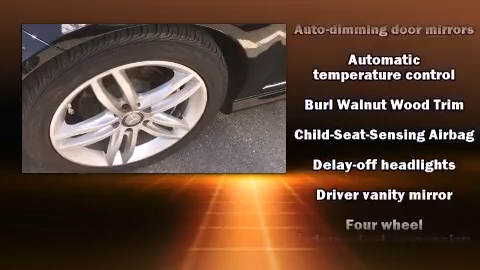 Auto-dimming door mirrors
Automatic
temperature control
Burl Walnut Wood Trim
Child-Seat-Sensing Airbag
Delay-off headlights
Driver vanity mirror
Four wheel